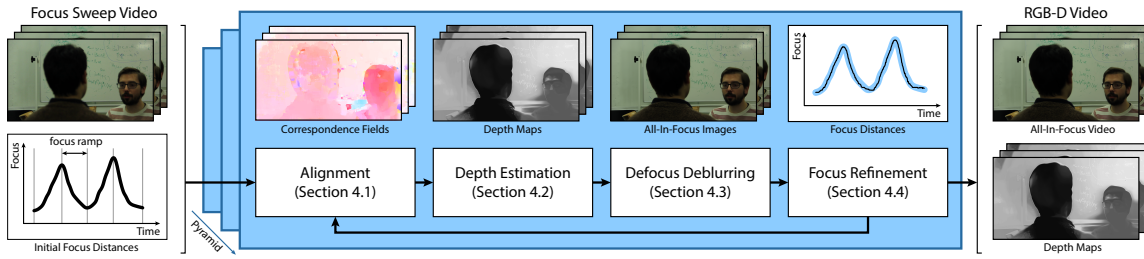 Focus Sweep Video
Focus
focus ramp
Time
Initial Focus Distances
Pyramid
Correspondence Fields
Depth Maps
All-In-Focus Images
Focus
Time
Focus Distances
Alignment
(Section 4.1)
Depth Estimation
(Section 4.2)
Defocus Deblurring
(Section 4.3)
Focus Refinement
(Section 4.4)
RGB-D Video
All-In-Focus Video
Depth Maps